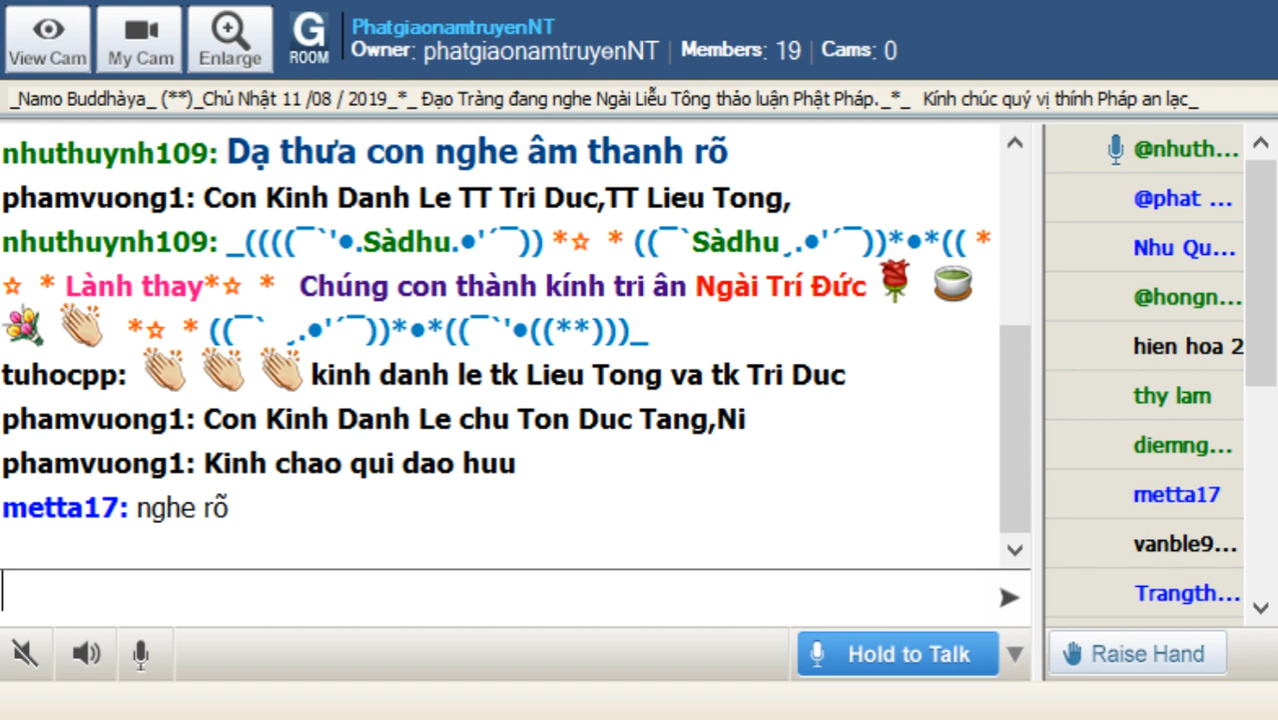 PhatgiaonamtruyenNT
View Cam My Cam Enlarge G ROOM Owner: phatgiaonamtruyenNT | Members: 19 | Cams: 0
_Namo Buddhàya_ (**)_Chủ Nhật 11 /08 / 2019_*_ Đạo Tràng đang nghe Ngài Liễu Tông thảo luận Phật Pháp._*_ Kính chúc quý vị thính Pháp an lạc_
nhuthuynh109: Dạ thưa con nghe âm thanh rõ
phamvuong1: Con Kinh Danh Le TT Tri Duc,TT Lieu Tong,
nhuthuynh109: _((((¯`'●.Sàdhu.●'´¯)) *☆ * ((¯`Sàdhu¸.●'´¯))*●*(( *
☆ * Lành thay*☆ * Chúng con thành kính tri ân Ngài Trí Đức 🌹 🍵
💐 👏 *☆ * ((¯` ¸.●'´¯))*●*((¯`'●((**)))_
tuhocpp: 👏 👏 👏 kinh danh le tk Lieu Tong va tk Tri Duc
phamvuong1: Con Kinh Danh Le chu Ton Duc Tang,Ni
phamvuong1: Kinh chao qui dao huu
metta17: nghe rõ
@nhuth...
@phat ...
Nhu Qu...
@hongn...
hien hoa 2
thy lam
diemng...
metta17
vanble9...
Trangth...
Hold to Talk
Raise Hand